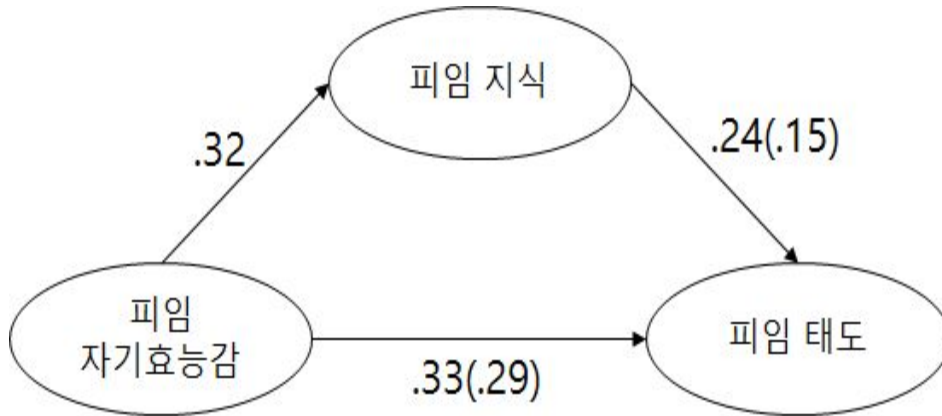 피임 지식
.32
.24(.15)
피임
자기효능감
피임 태도
.33(.29)